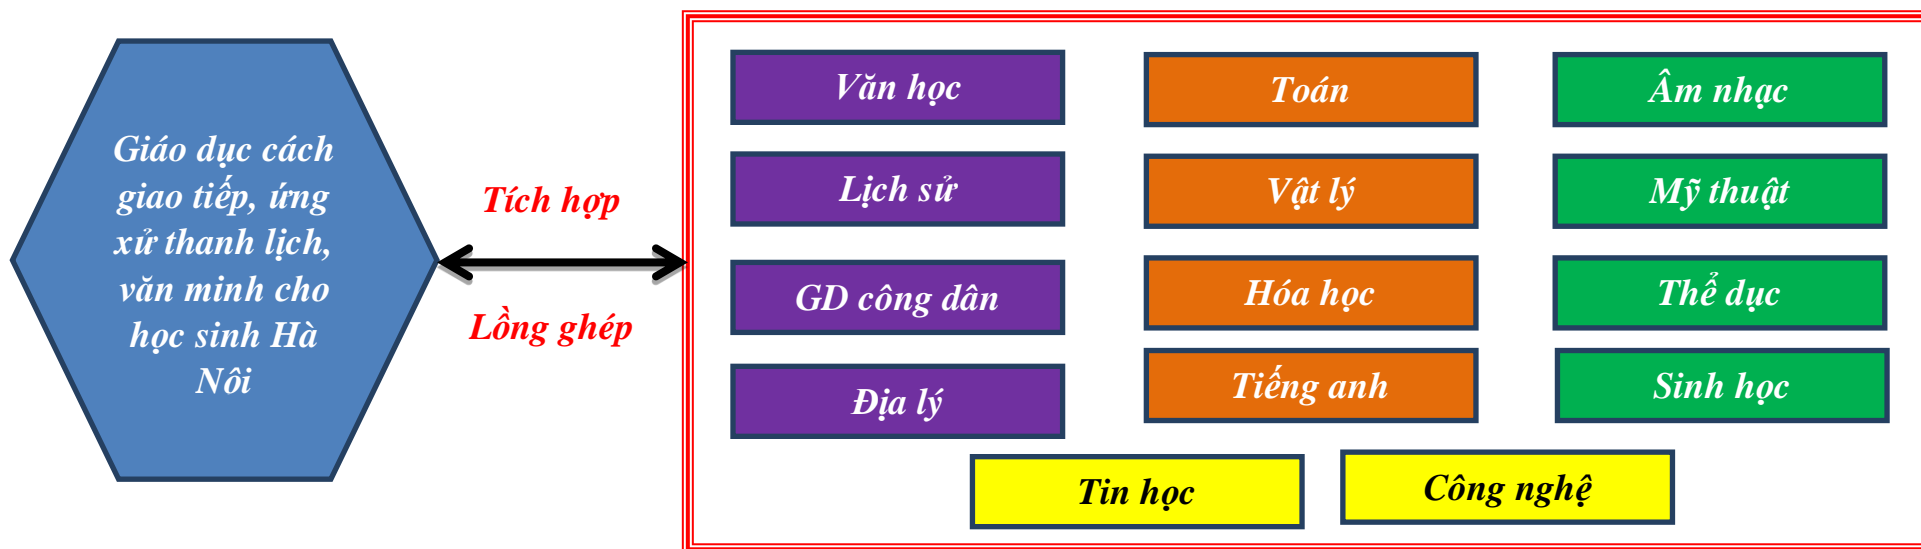 Giáo dục cách
giao tiếp, ứng
xử thanh lịch,
văn minh cho
học sinh Hà
Nôi
Tích hợp
Lồng ghép
Văn học
Toán
Âm nhạc
Lịch sử
Vật lý
Mỹ thuật
GD công dân
Hóa học
Thể dục
Địa lý
Tiếng anh
Sinh học
Tin học
Công nghệ